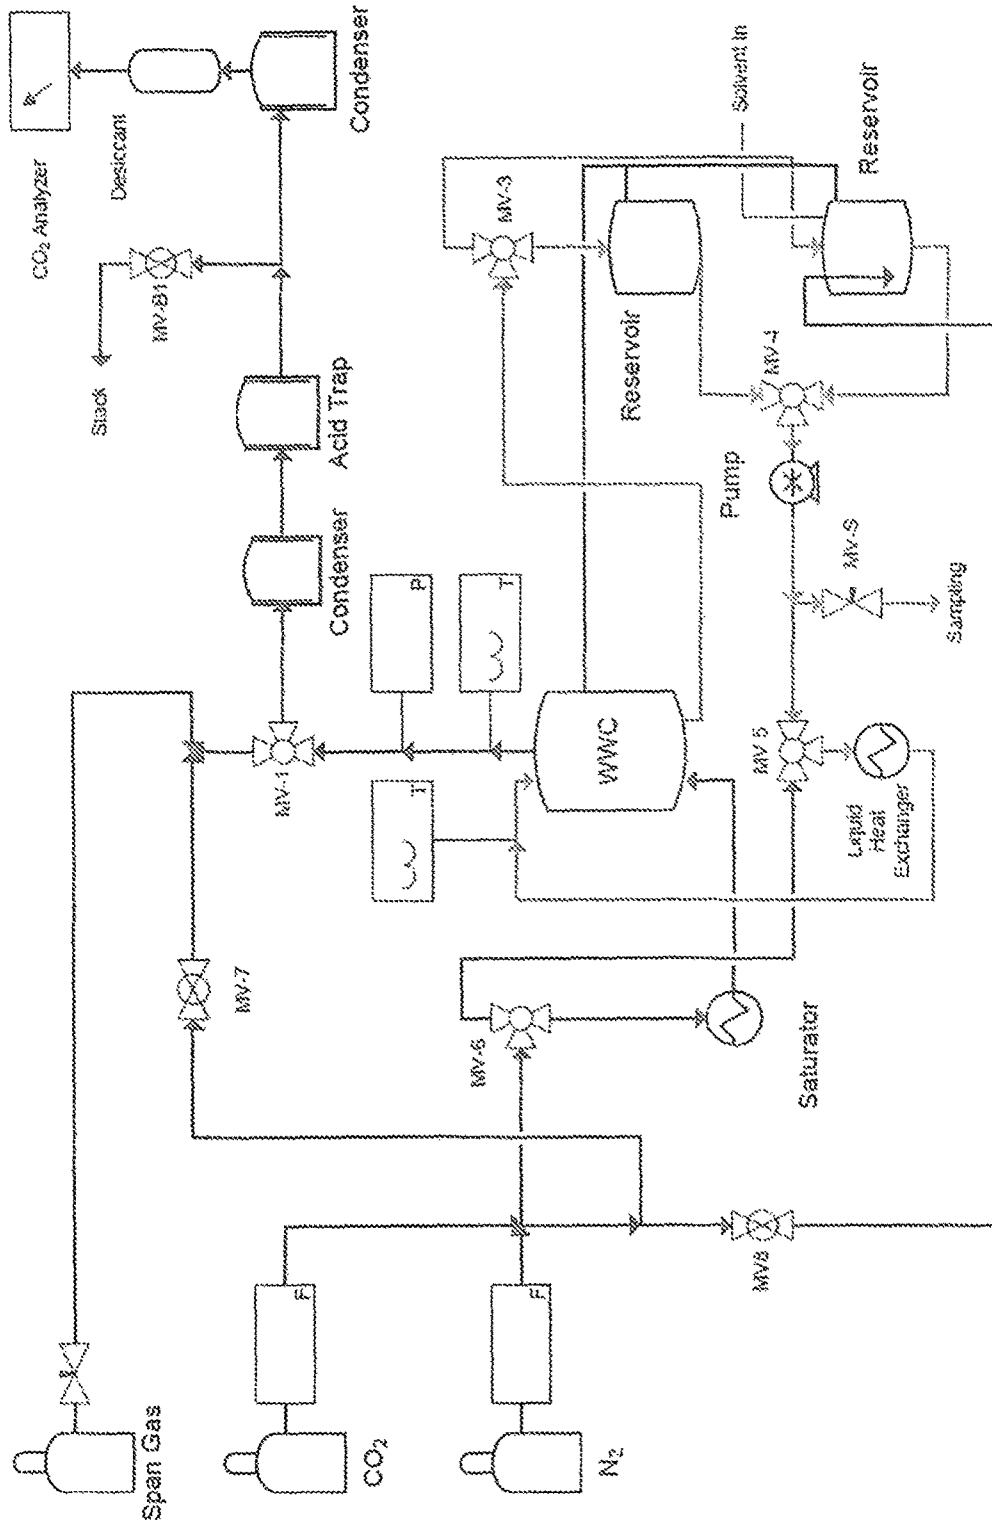 CO₂ Analyzer
Desiccant
Condenser
Stack
MV-B1
Acid Trap
Condenser
Solvent In
MV-3
Reservoir
Reservoir
MV-4
Pump
MV-S
Sampling
P
T
T
WWC
MV-1
MV 5
Liquid
Heat
Exchanger
MV-7
MV-6
Saturator
MV8
F
F
Span Gas
CO₂
N₂